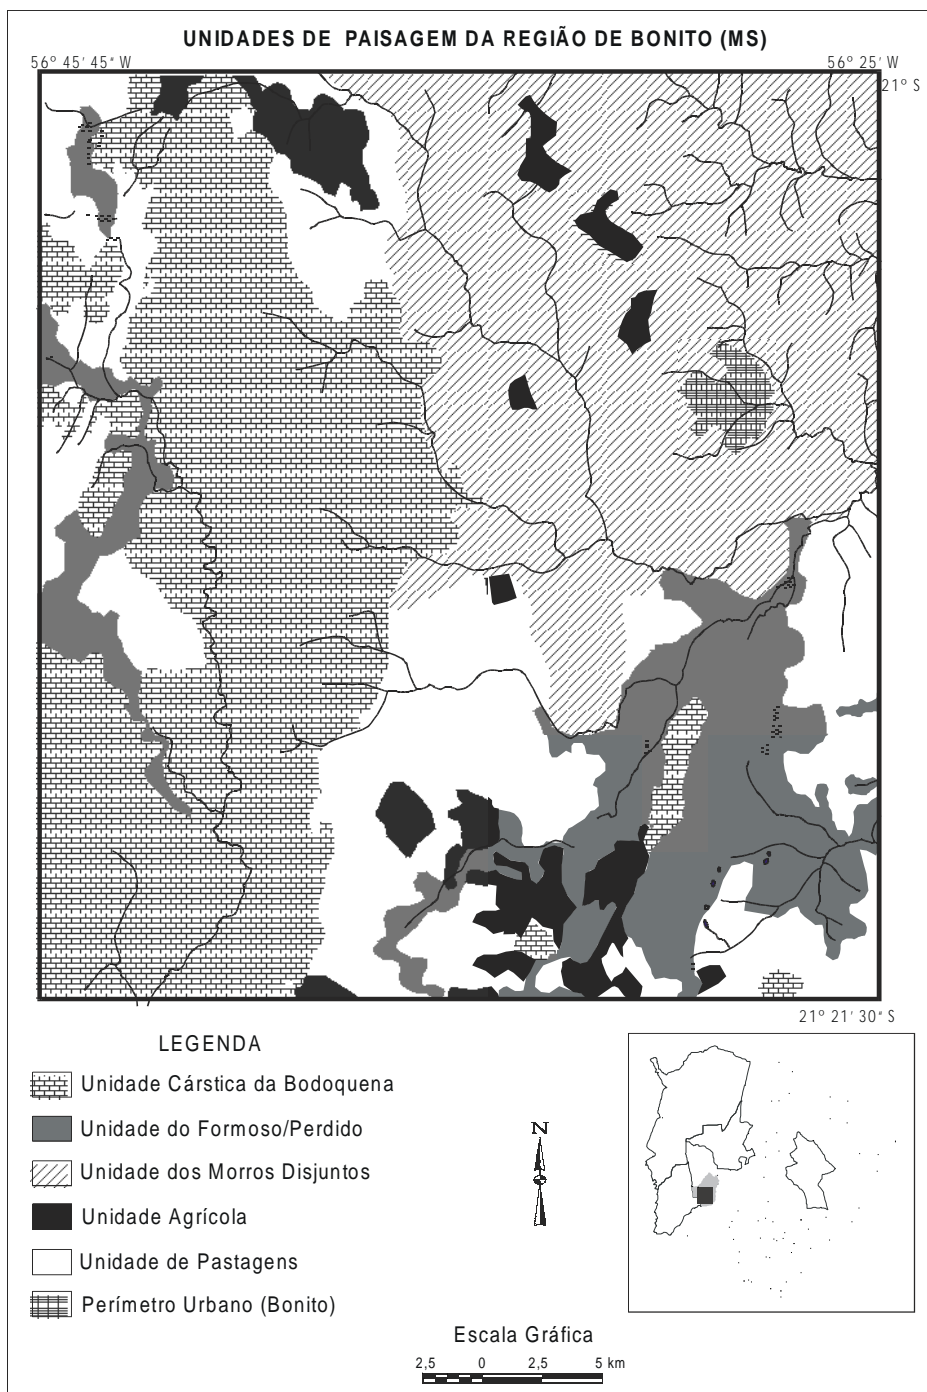 UNIDADES DE PAISAGEM DA REGIÃO DE BONITO (MS)
56° 45' 45" W
56° 25' W
21° S
21° 21' 30" S
LEGENDA
Unidade Cárstica da Bodoquena
Unidade do Formoso/Perdido
Unidade dos Morros Disjuntos
Unidade Agrícola
Unidade de Pastagens
Perímetro Urbano (Bonito)
N
Escala Gráfica
2,5 0 2,5 5 km